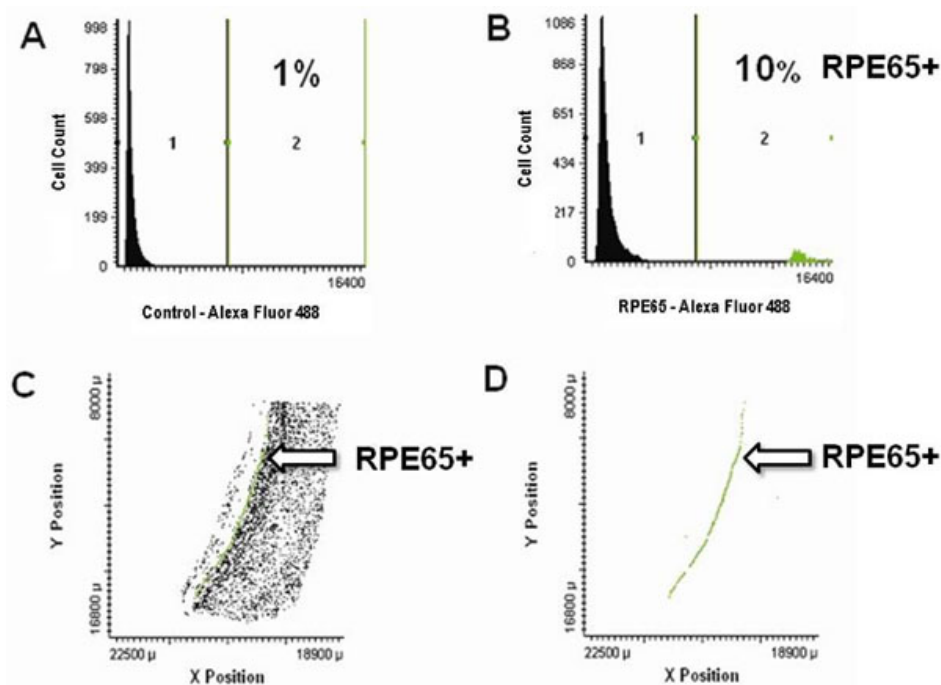 A
998
798
598
399
199
0
Cell Count
1%
1
2
16400
Control - Alexa Fluor 488
B
1086
868
651
434
217
0
Cell Count
10% RPE65+
1
2
16400
RPE65 - Alexa Fluor 488
C
8000 µ
16800 µ
Y Position
RPE65+
22500 µ
18900 µ
X Position
D
8000 µ
16800 µ
Y Position
RPE65+
22500 µ
18900 µ
X Position